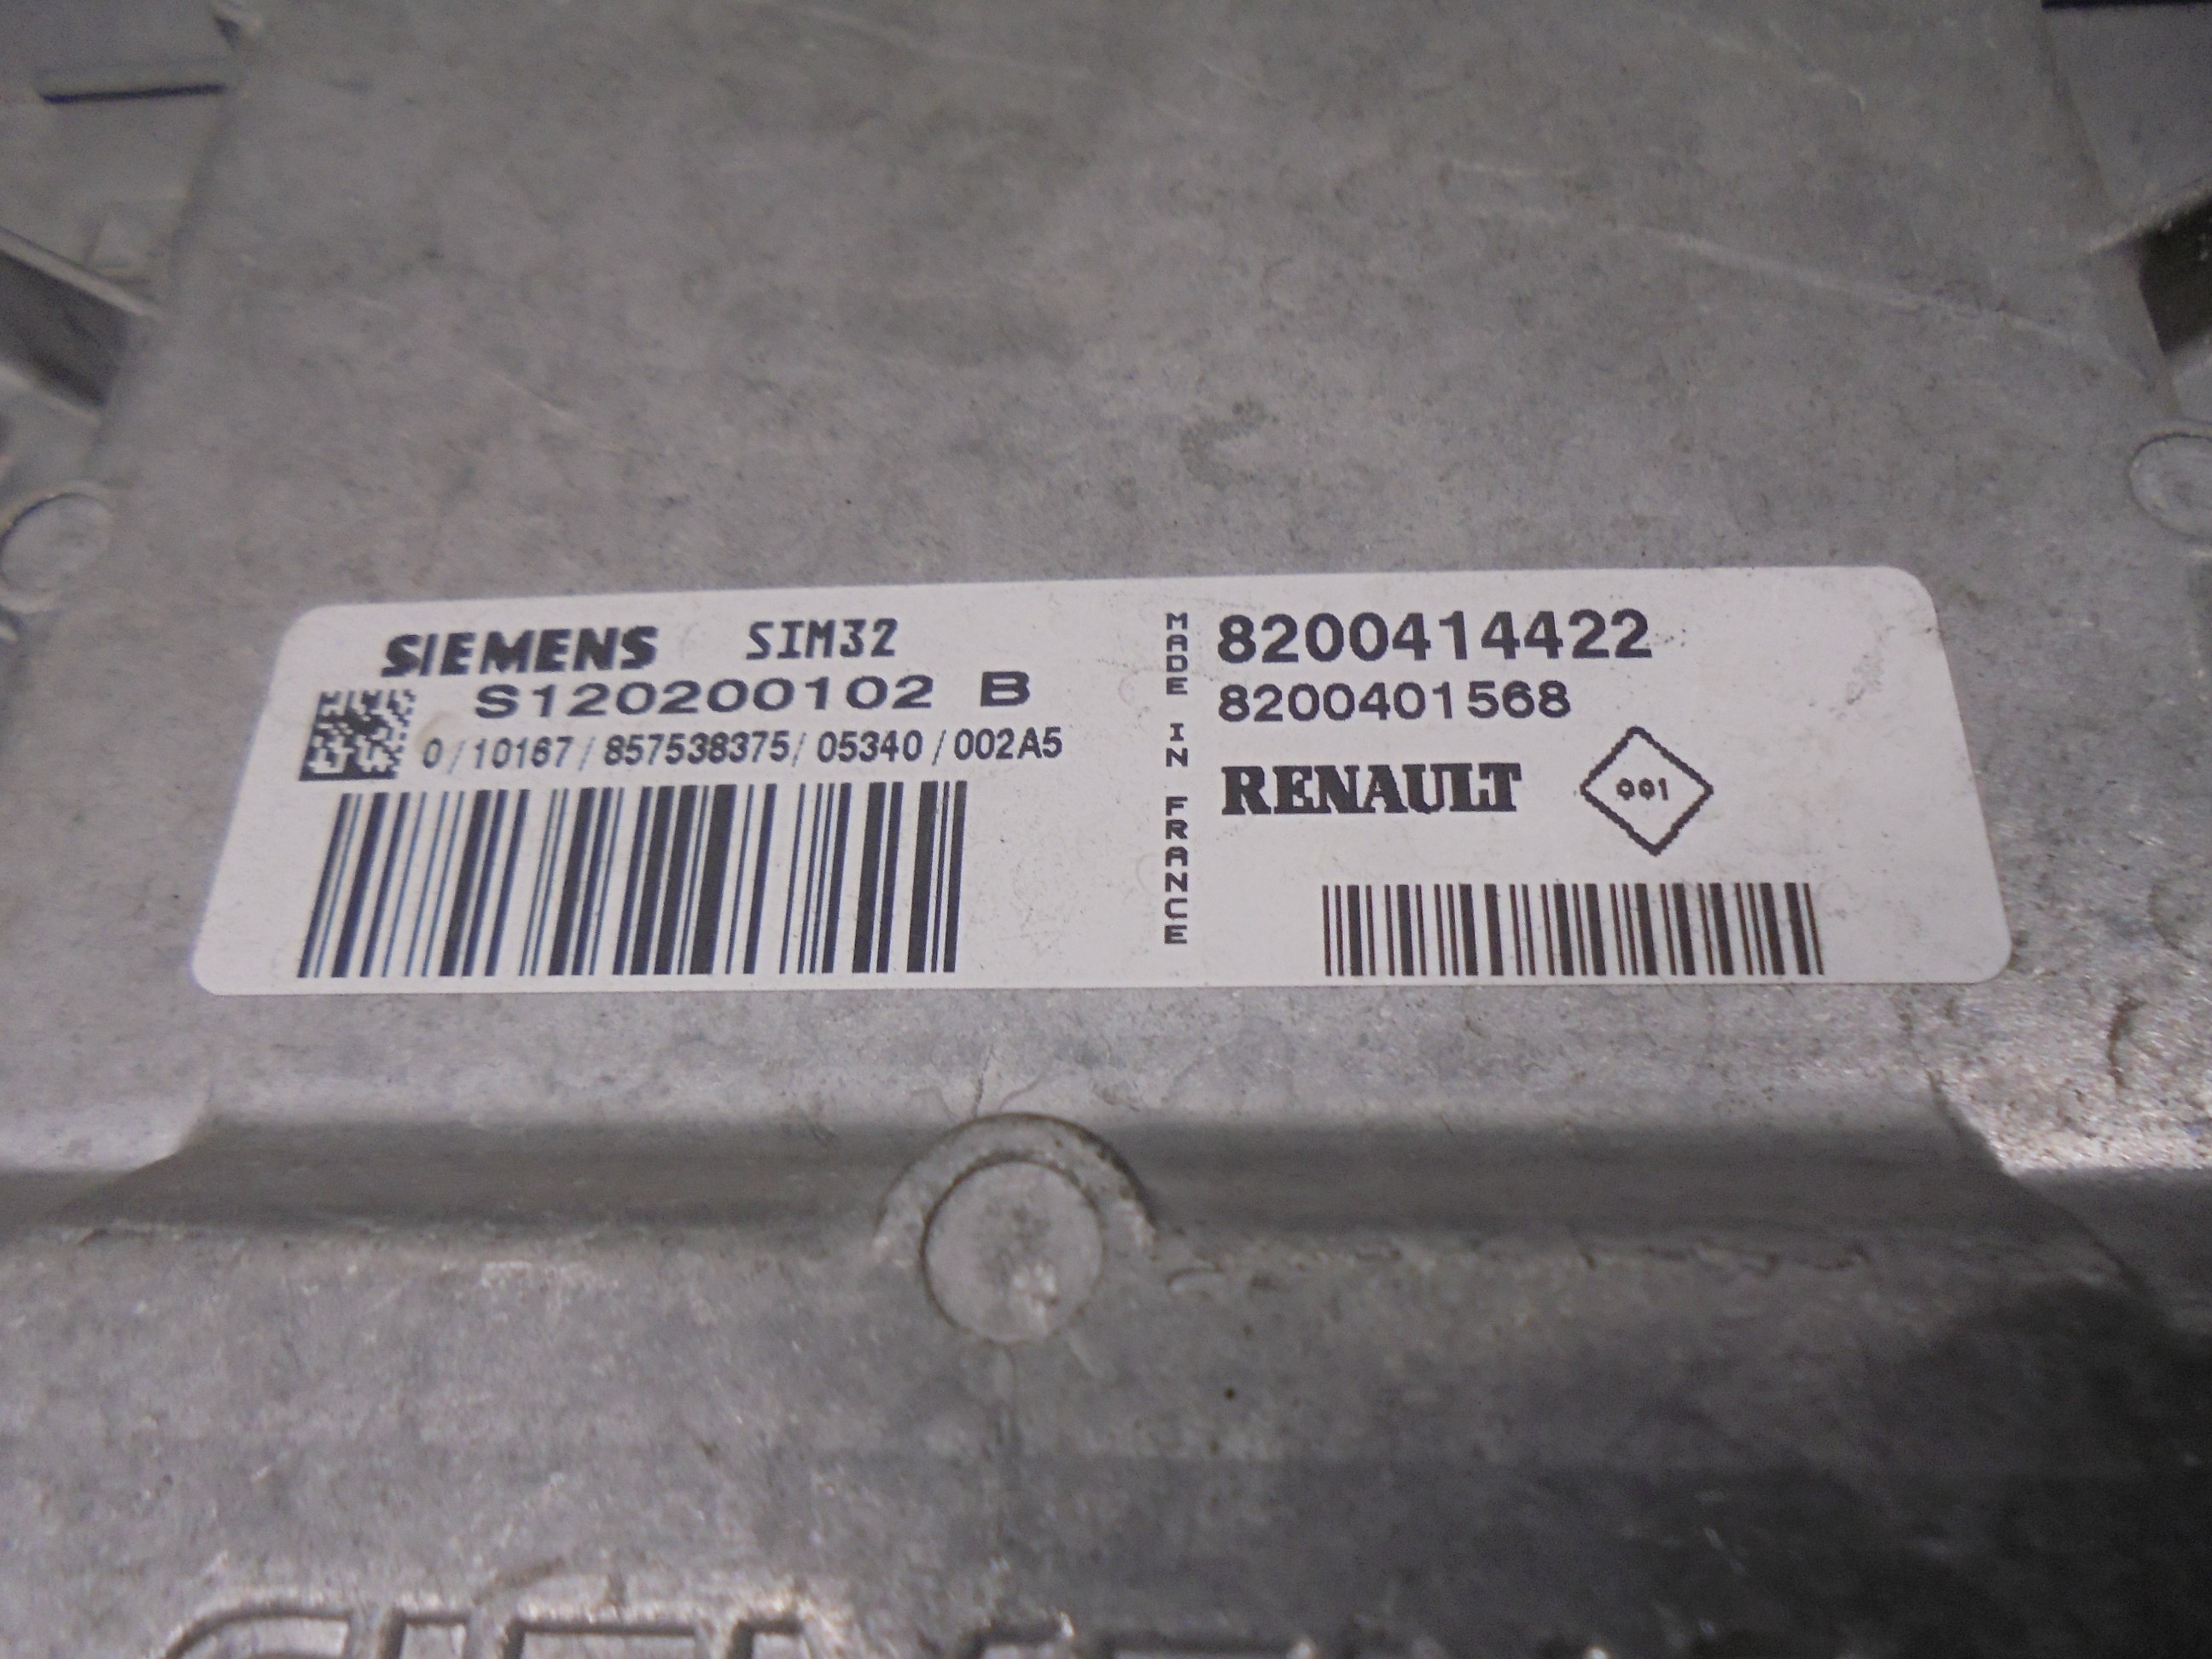 SIEMENS SIM32
S120200102 B
0/10167/857538375/05340/002A5
MADE IN FRANCE
8200414422
8200401568
RENAULT 001